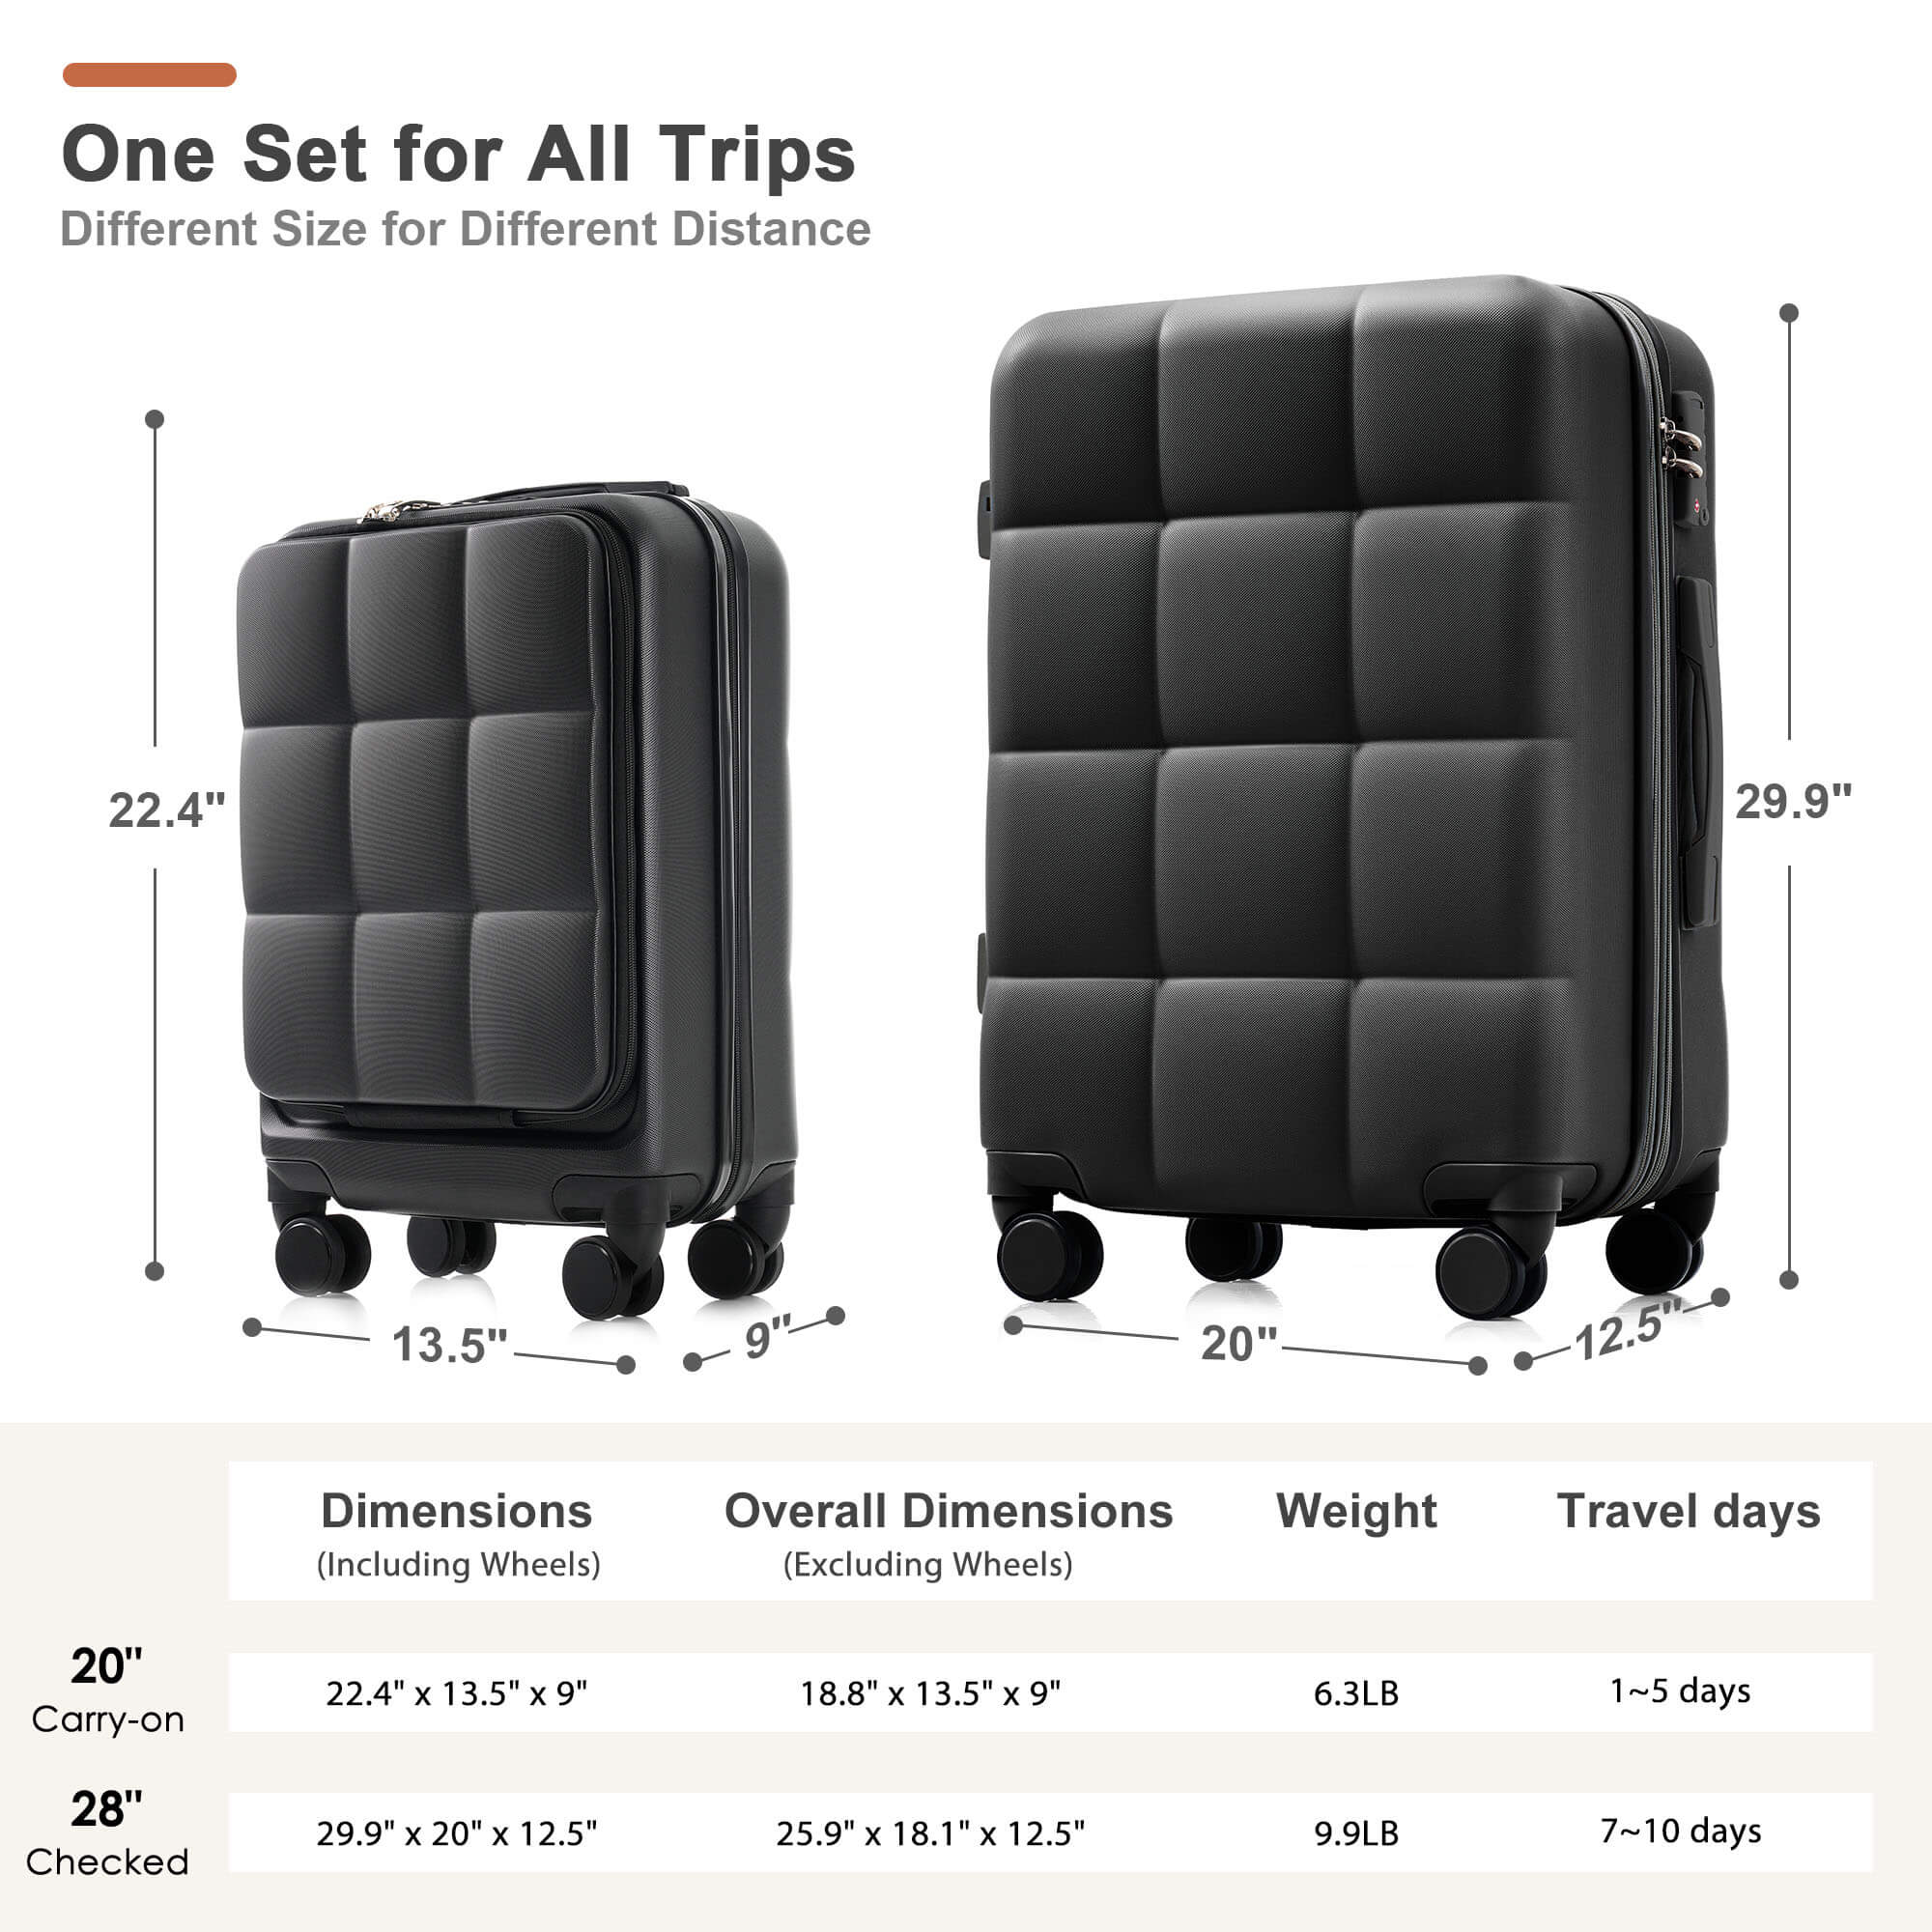 One Set for All Trips
Different Size for Different Distance
22.4"
13.5"
9"
29.9"
20"
12.5"
Dimensions Overall Dimensions Weight Travel days
(Including Wheels) (Excluding Wheels)
20" Carry-on 22.4" x 13.5" x 9" 18.8" x 13.5" x 9" 6.3LB 1~5 days
28" Checked 29.9" x 20" x 12.5" 25.9" x 18.1" x 12.5" 9.9LB 7~10 days